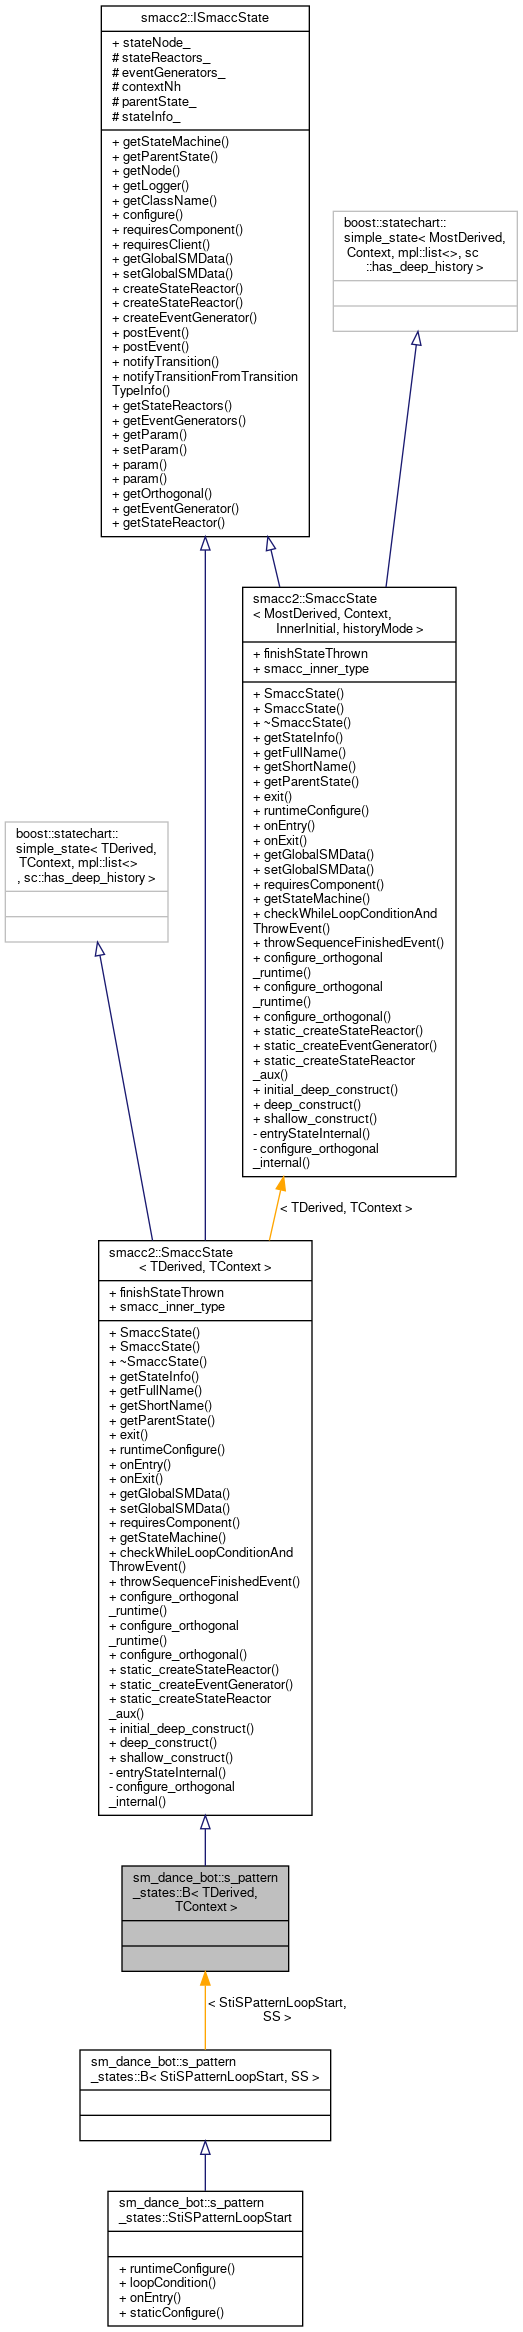 smacc2::ISmaccState
+ stateNode_
# stateReactors_
# eventGenerators_
# contextNh
# parentState_
# stateInfo_
+ getStateMachine()
+ getParentState()
+ getNode()
+ getLogger()
+ getClassName()
+ configure()
+ requiresComponent()
+ requiresClient()
+ getGlobalSMData()
+ setGlobalSMData()
+ createStateReactor()
+ createStateReactor()
+ createEventGenerator()
+ postEvent()
+ postEvent()
+ notifyTransition()
+ notifyTransitionFromTransition
TypeInfo()
+ getStateReactors()
+ getEventGenerators()
+ getParam()
+ setParam()
+ param()
+ param()
+ getOrthogonal()
+ getEventGenerator()
+ getStateReactor()
boost::statechart::
simple_state< MostDerived,
Context, mpl::list<>, sc
::has_deep_history >
smacc2::SmaccState
< MostDerived, Context,
InnerInitial, historyMode >
+ finishStateThrown
+ smacc_inner_type
+ SmaccState()
+ SmaccState()
+ ~SmaccState()
+ getStateInfo()
+ getFullName()
+ getShortName()
+ getParentState()
+ exit()
+ runtimeConfigure()
+ onEntry()
+ onExit()
+ getGlobalSMData()
+ setGlobalSMData()
+ requiresComponent()
+ getStateMachine()
+ checkWhileLoopConditionAnd
ThrowEvent()
+ throwSequenceFinishedEvent()
+ configure_orthogonal
_runtime()
+ configure_orthogonal
_runtime()
+ configure_orthogonal()
+ static_createStateReactor()
+ static_createEventGenerator()
+ static_createStateReactor
_aux()
+ initial_deep_construct()
+ deep_construct()
+ shallow_construct()
- entryStateInternal()
- configure_orthogonal
_internal()
boost::statechart::
simple_state< TDerived,
TContext, mpl::list<>
, sc::has_deep_history >
< TDerived, TContext >
smacc2::SmaccState
< TDerived, TContext >
+ finishStateThrown
+ smacc_inner_type
+ SmaccState()
+ SmaccState()
+ ~SmaccState()
+ getStateInfo()
+ getFullName()
+ getShortName()
+ getParentState()
+ exit()
+ runtimeConfigure()
+ onEntry()
+ onExit()
+ getGlobalSMData()
+ setGlobalSMData()
+ requiresComponent()
+ getStateMachine()
+ checkWhileLoopConditionAnd
ThrowEvent()
+ throwSequenceFinishedEvent()
+ configure_orthogonal
_runtime()
+ configure_orthogonal
_runtime()
+ configure_orthogonal()
+ static_createStateReactor()
+ static_createEventGenerator()
+ static_createStateReactor
_aux()
+ initial_deep_construct()
+ deep_construct()
+ shallow_construct()
- entryStateInternal()
- configure_orthogonal
_internal()
sm_dance_bot::s_pattern
_states::B< TDerived,
TContext >
< StiSPatternLoopStart,
SS >
sm_dance_bot::s_pattern
_states::B< StiSPatternLoopStart, SS >
sm_dance_bot::s_pattern
_states::StiSPatternLoopStart
+ runtimeConfigure()
+ loopCondition()
+ onEntry()
+ staticConfigure()